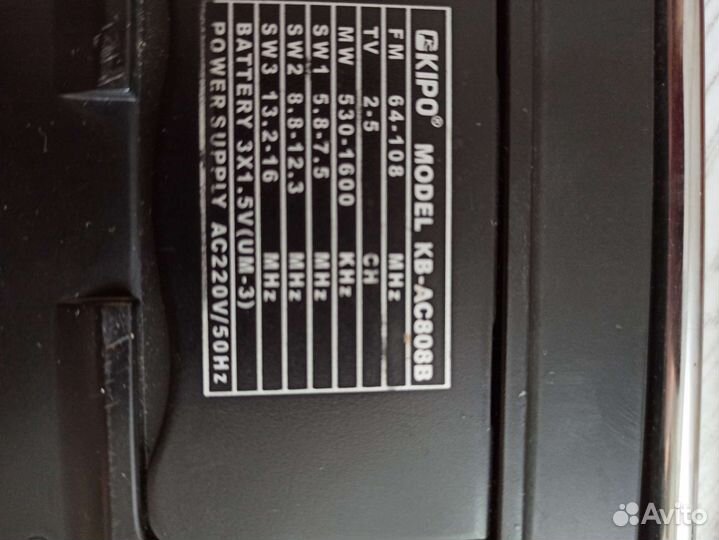 KIPO® MODEL KB-AC808B
FM 64-108 MHz
TV 2.5 CH
MW 530-1600 KHz
SW1 5.8-7.5 MHz
SW2 8.8-12.3 MHz
SW3 13.2-16 MHz
BATTERY 3X1.5V(UM-3)
POWER SUPPLY AC220V/50Hz
Avito